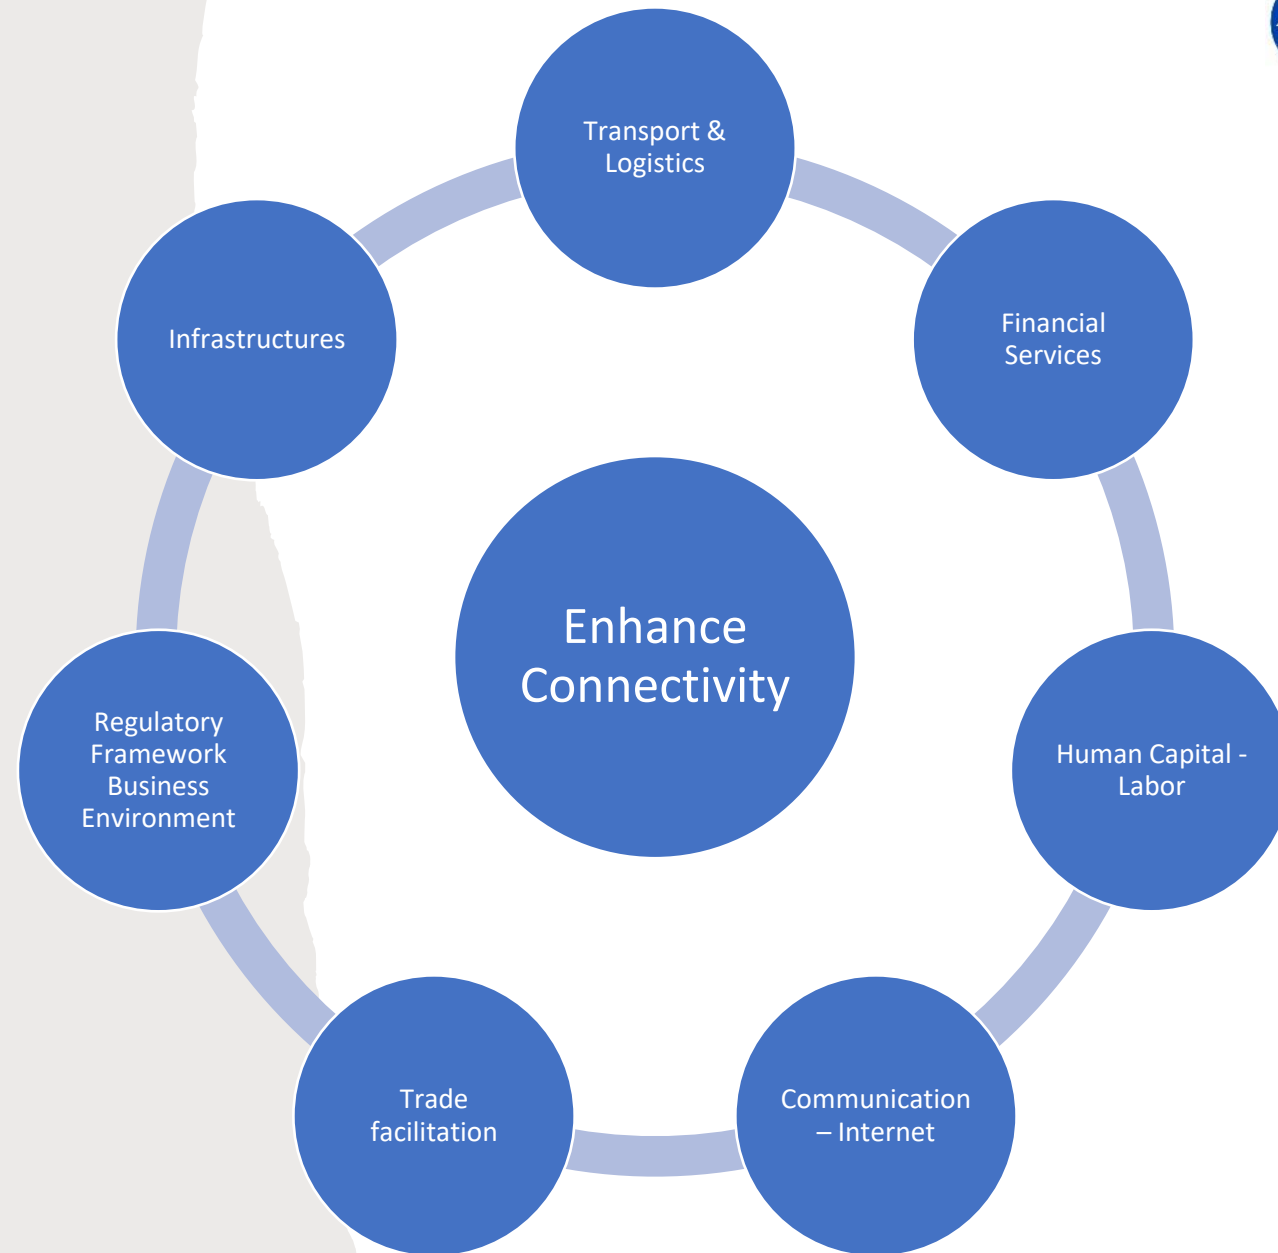 Transport &
Logistics
Financial
Services
Human Capital -
Labor
Communication
– Internet
Trade
facilitation
Regulatory
Framework
Business
Environment
Infrastructures
Enhance
Connectivity